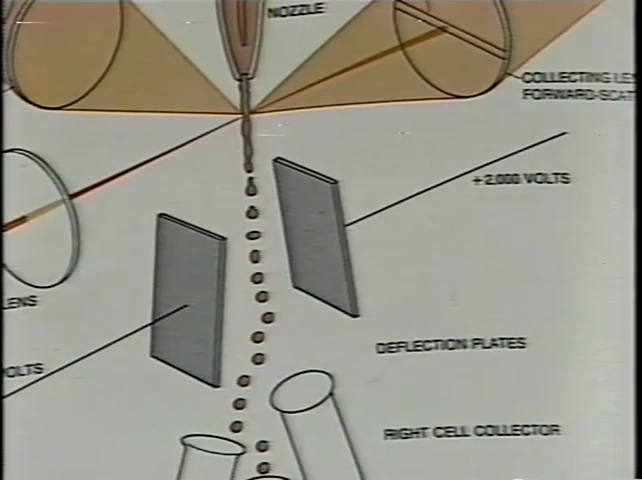 NOZZLE
COLLECTING LE
FORWARD-SCAT
+2,000 VOLTS
LENS
OLTS
DEFLECTION PLATES
RIGHT CELL COLLECTOR